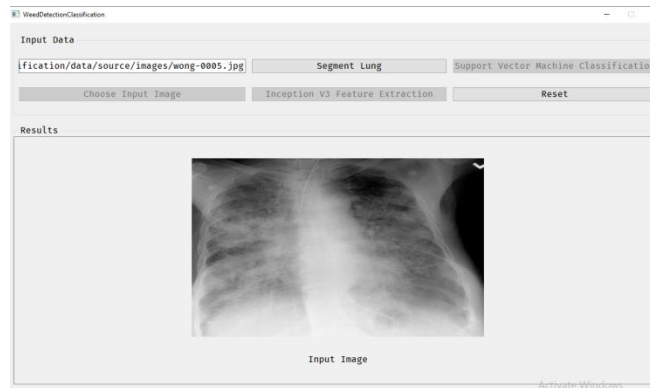 WeedDetectionClassification
Input Data
ification/data/source/images/wong-0005.jpg
Segment Lung
Support Vector Machine Classificatio
Choose Input Image
Inception V3 Feature Extraction
Reset
Results
Input Image
Activate Windows